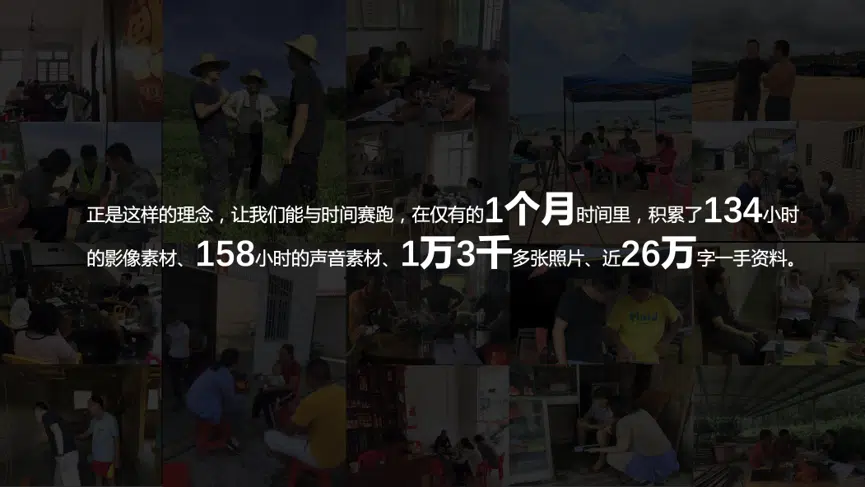 正是这样的理念，让我们能与时间赛跑，在仅有的1个月时间里，积累了134小时
的影像素材、158小时的声音素材、1万3千多张照片、近26万字一手资料。